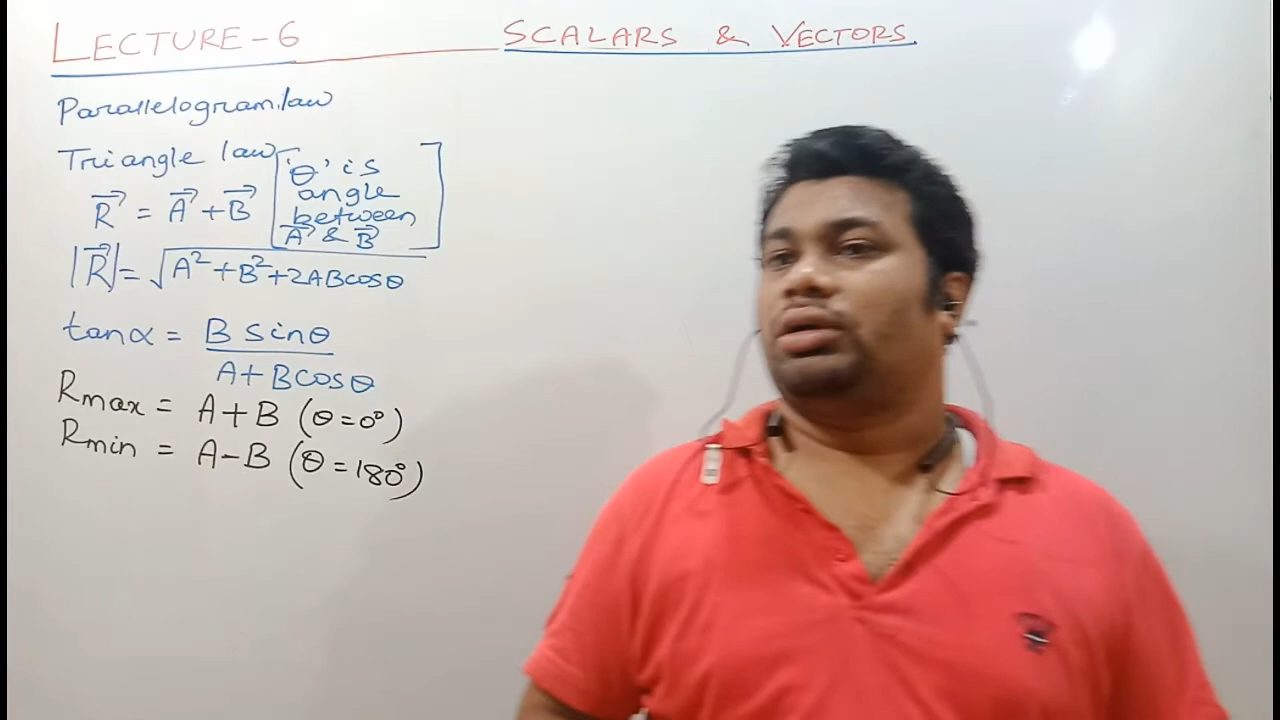 LECTURE-6 SCALARS & VECTORS
Parallelogram law
Triangle law
['θ' is
angle
between
A⃗ & B⃗]
R⃗ = A⃗ + B⃗
|R⃗| = √(A² + B² + 2ABcosθ)
tanα = B sinθ / A + Bcosθ
Rmax = A + B (θ = 0°)
Rmin = A - B (θ = 180°)